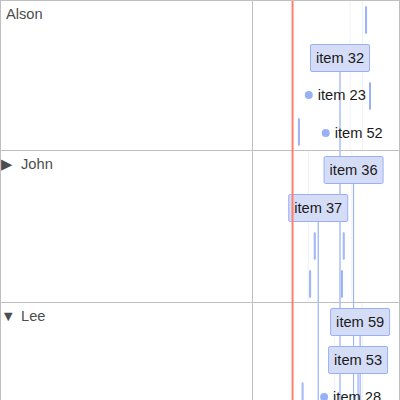 Alson
item 32
item 23
item 52
▶ John
item 36
item 37
▼ Lee
item 59
item 53
item 28